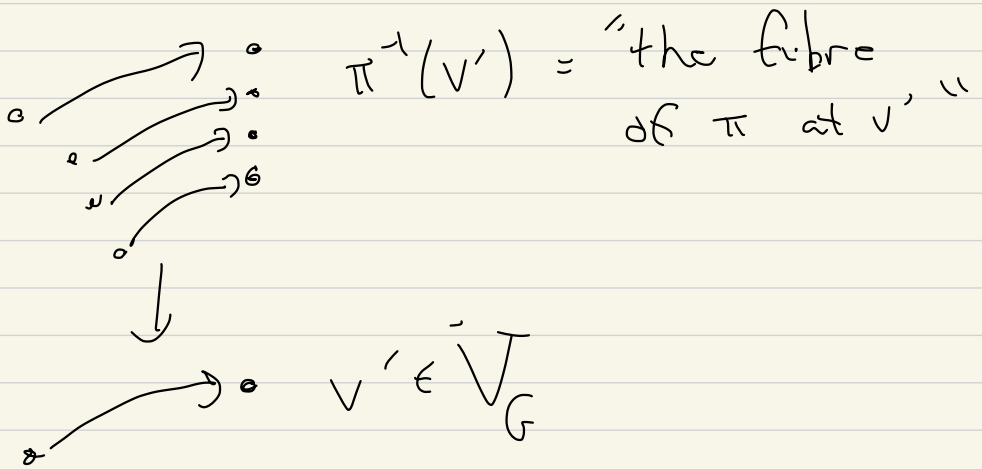 π⁻¹(v') = "the fibre
of π at v'"
v' ∈ V_G